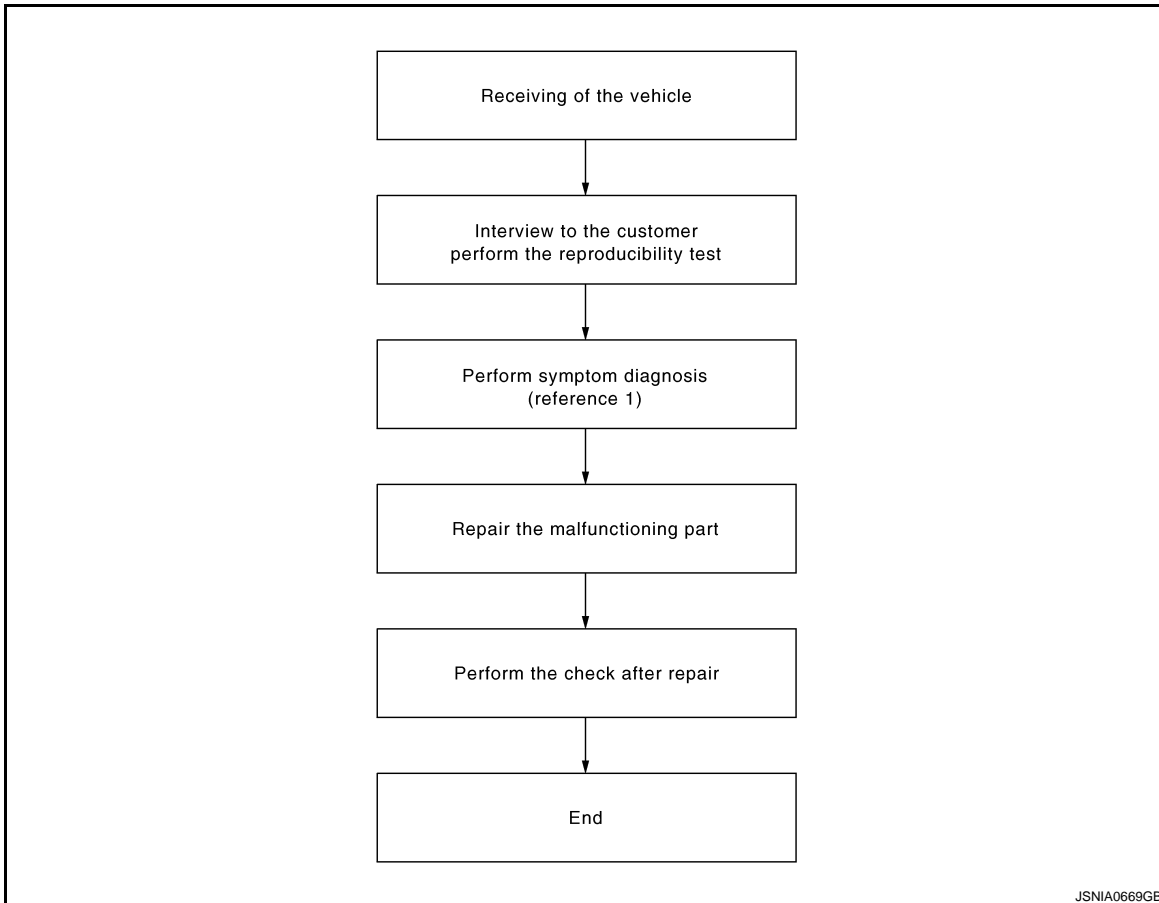 Receiving of the vehicle
Interview to the customer
perform the reproducibility test
Perform symptom diagnosis
(reference 1)
Repair the malfunctioning part
Perform the check after repair
End
JSNIA0669GB